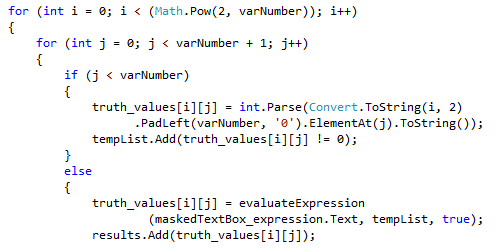 for (int i = 0; i < (Math.Pow(2, varNumber)); i++)
{
    for (int j = 0; j < varNumber + 1; j++)
    {
        if (j < varNumber)
        {
            truth_values[i][j] = int.Parse(Convert.ToString(i, 2)
                .PadLeft(varNumber, '0').ElementAt(j).ToString());
            tempList.Add(truth_values[i][j] != 0);
        }
        else
        {
            truth_values[i][j] = evaluateExpression
                (maskedTextBox_expression.Text, tempList, true);
            results.Add(truth_values[i][j]);